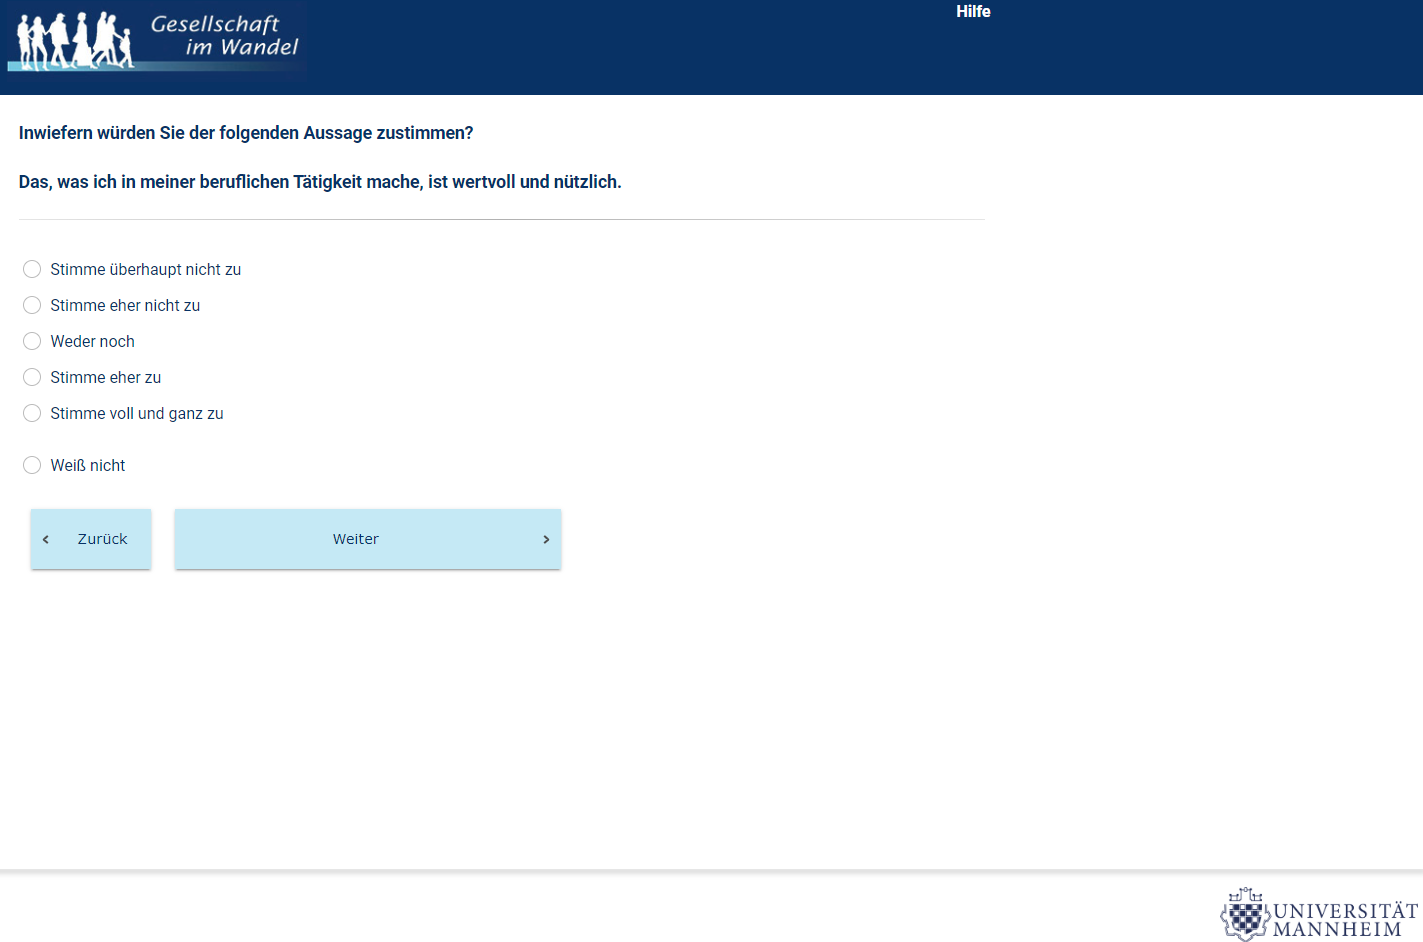 Gesellschaft
im Wandel
Hilfe
Inwiefern würden Sie der folgenden Aussage zustimmen?
Das, was ich in meiner beruflichen Tätigkeit mache, ist wertvoll und nützlich.
Stimme überhaupt nicht zu
Stimme eher nicht zu
Weder noch
Stimme eher zu
Stimme voll und ganz zu
Weiß nicht
Zurück
Weiter
UNIVERSITÄT
MANNHEIM